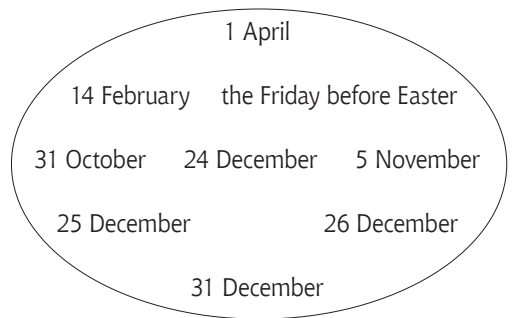 1 April
14 February the Friday before Easter
31 October 24 December 5 November
25 December 26 December
31 December